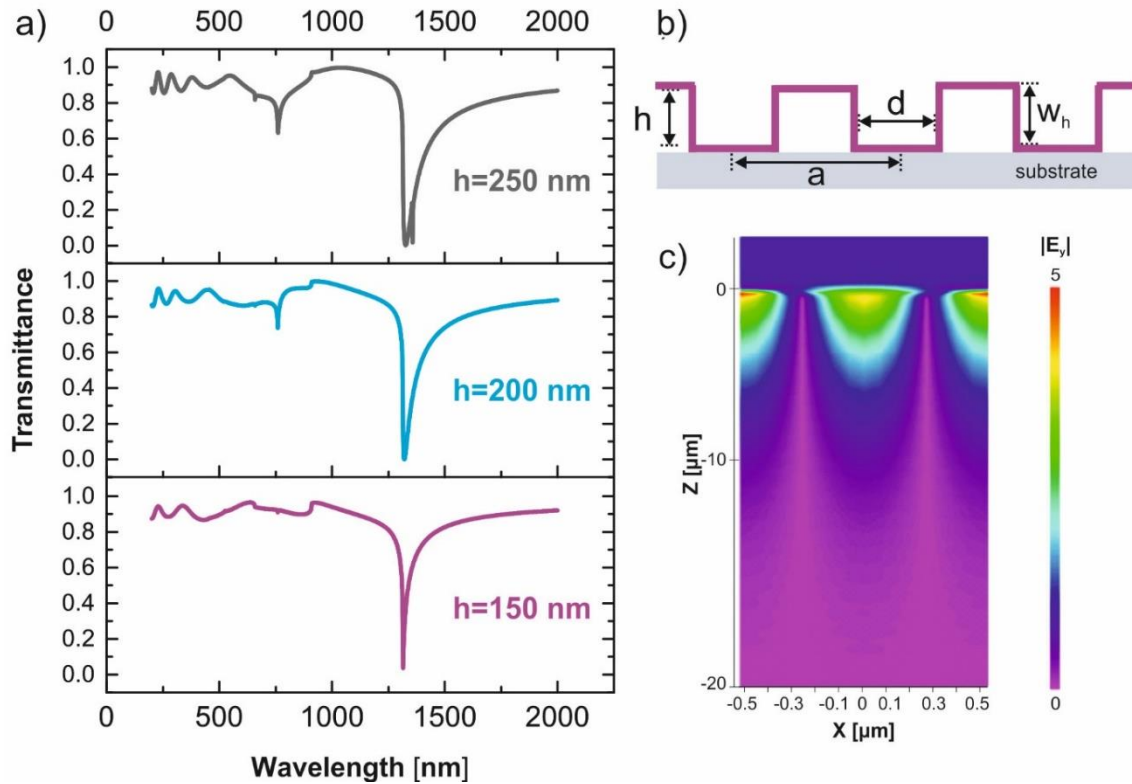 a)
0 500 1000 1500 2000
1.0
0.8
0.6
0.4
0.2
0.0
h=250 nm
1.0
0.8
0.6
0.4
0.2
0.0
h=200 nm
1.0
0.8
0.6
0.4
0.2
0.0
h=150 nm
0 500 1000 1500 2000
Transmittance
Wavelength [nm]
b)
h
d
wh
a
substrate
c)
|Ey|
5
0
0
-10
-20
Z [µm]
-0.5 -0.3 -0.1 0 0.1 0.3 0.5
X [µm]